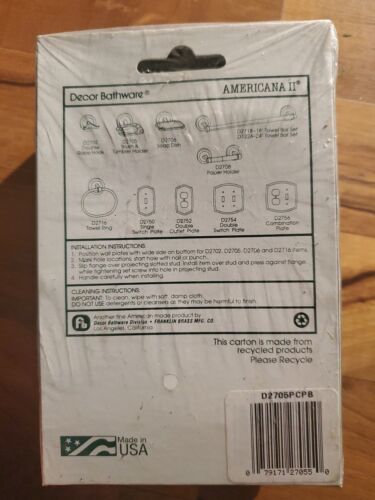 Decor Bathware®
AMERICANA II®
D2702
Double
Robe Hook
D2705
Brush &
Tumbler Holder
D2706
Soap Dish
D2718-18" Towel Bar Set
D2724-24" Towel Bar Set
D2708
Paper Holder
D2716
Towel Ring
D2750
Single
Switch Plate
D2752
Double
Outlet Plate
D2754
Double
Switch Plate
D2756
Combination
Plate
INSTALLATION INSTRUCTIONS:
1. Position wall plates with wide side on bottom for D2702, D2705, D2706 and D2716 items.
2. Mark hole locations, start hole with nail or punch.
3. Slip flange over projecting slotted stud. Install item over stud and press against flange
while tightening set screw into hole in projecting stud.
4. Handle carefully when installing.
CLEANING INSTRUCTIONS:
IMPORTANT: To clean, wipe with soft, damp cloth.
DO NOT USE detergents or cleansers as they may be harmful to finish.
Another fine American made product by
Decor Bathware Division • FRANKLIN BRASS MFG. CO.
Los Angeles, California
This carton is made from
recycled products
Please Recycle
D2705PCPB
Made in
USA
0 79171 27055 0